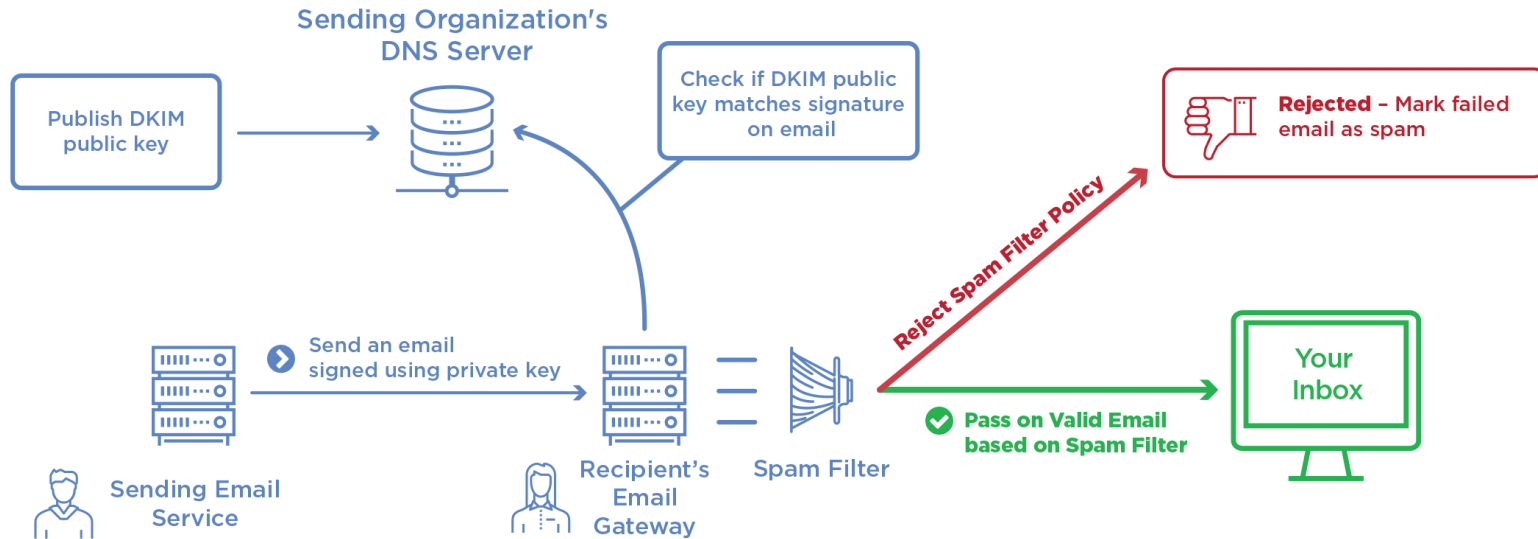 Sending Organization's
DNS Server
Publish DKIM
public key
Check if DKIM public
key matches signature
on email
Rejected – Mark failed
email as spam
Reject Spam Filter Policy
Send an email
signed using private key
Your
Inbox
Pass on Valid Email
based on Spam Filter
Sending Email
Service
Recipient’s
Email
Gateway
Spam Filter